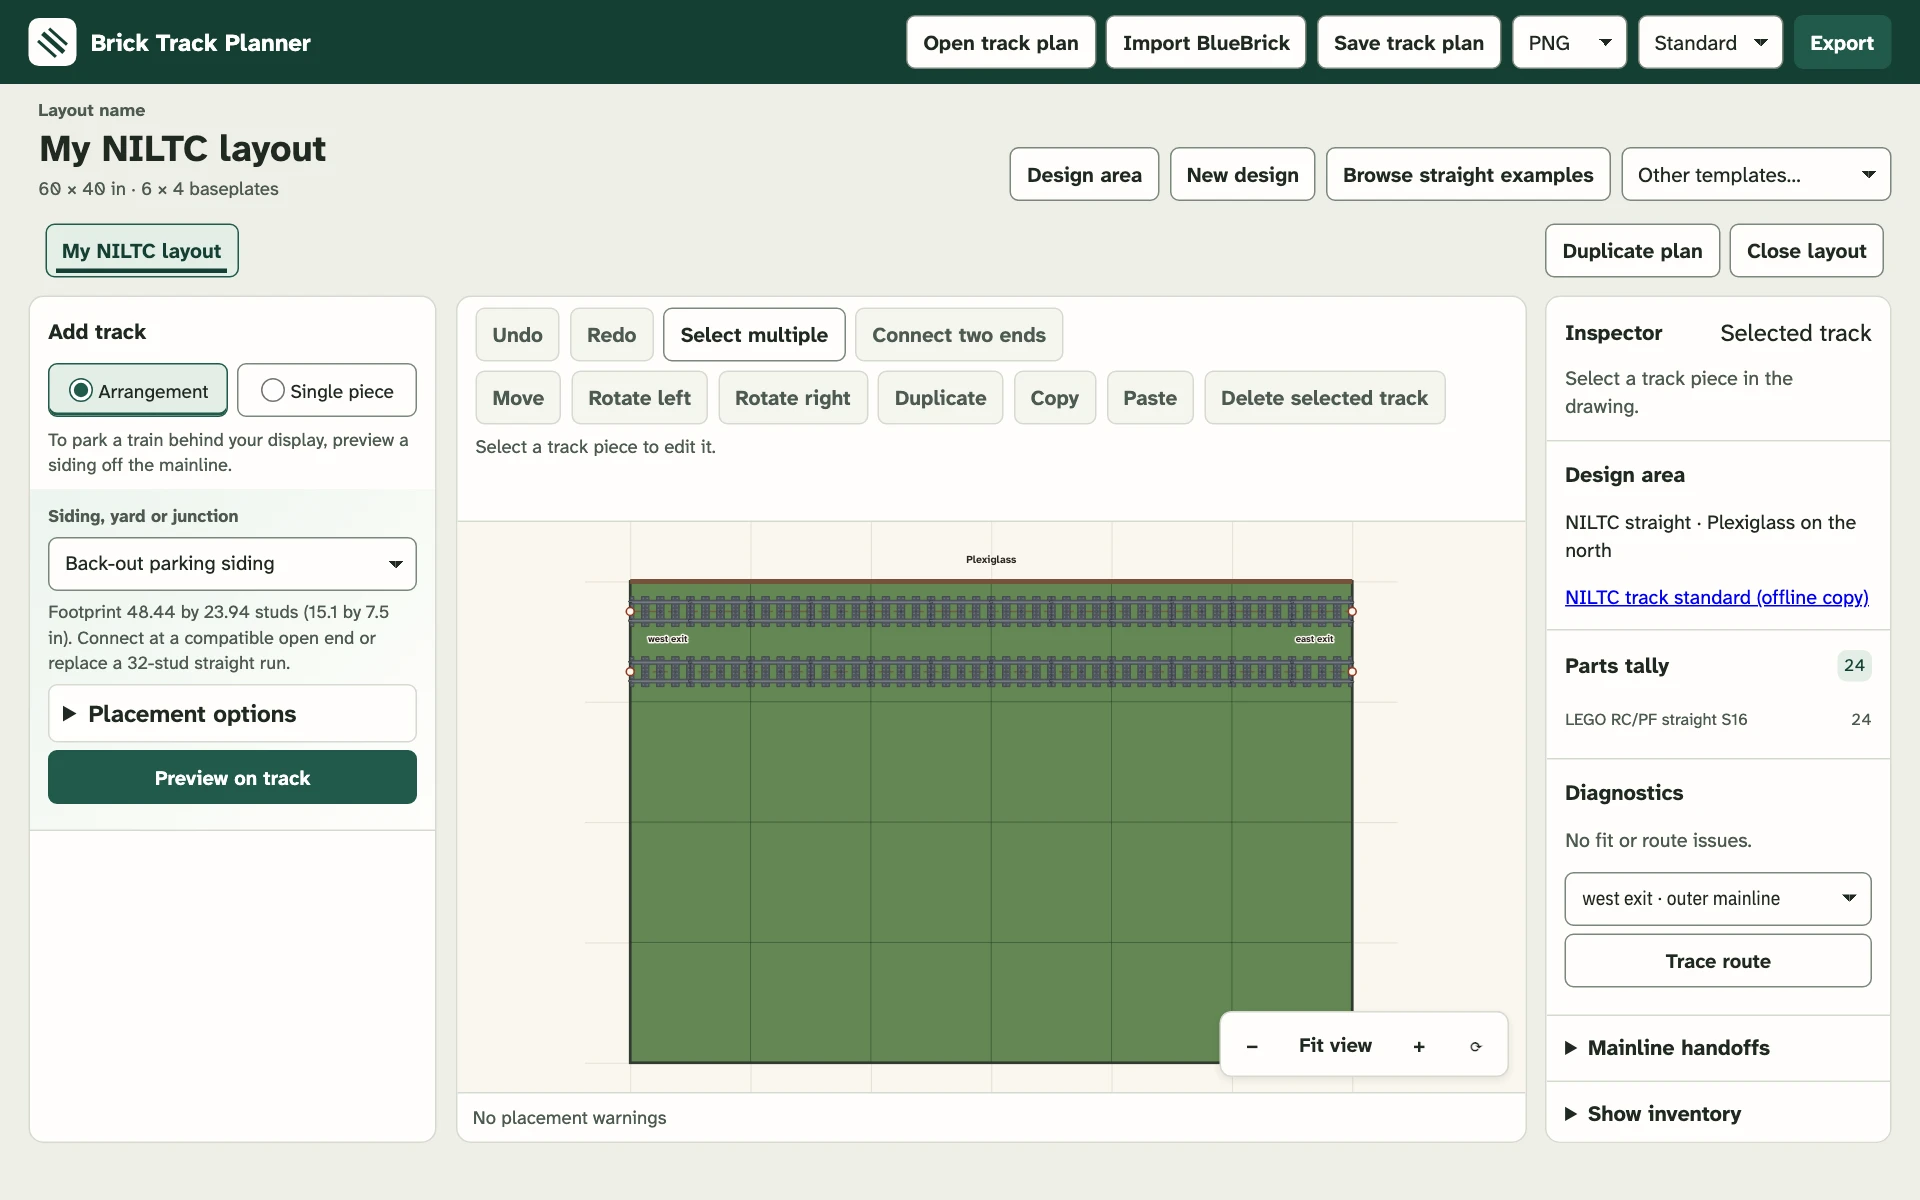 Brick Track Planner
Open track plan
Import BlueBrick
Save track plan
PNG
Standard
Export
Layout name
My NILTC layout
60 × 40 in · 6 × 4 baseplates
Design area
New design
Browse straight examples
Other templates...
My NILTC layout
Duplicate plan
Close layout
Add track
Arrangement
Single piece
To park a train behind your display, preview a
siding off the mainline.
Siding, yard or junction
Back-out parking siding
Footprint 48.44 by 23.94 studs (15.1 by 7.5
in). Connect at a compatible open end or
replace a 32-stud straight run.
Placement options
Preview on track
Undo
Redo
Select multiple
Connect two ends
Move
Rotate left
Rotate right
Duplicate
Copy
Paste
Delete selected track
Select a track piece to edit it.
Plexiglass
west exit
east exit
− Fit view + ⟳
No placement warnings
Inspector
Selected track
Select a track piece in the
drawing.
Design area
NILTC straight · Plexiglass on the
north
NILTC track standard (offline copy)
Parts tally
24
LEGO RC/PF straight S16
24
Diagnostics
No fit or route issues.
west exit · outer mainline
Trace route
Mainline handoffs
Show inventory